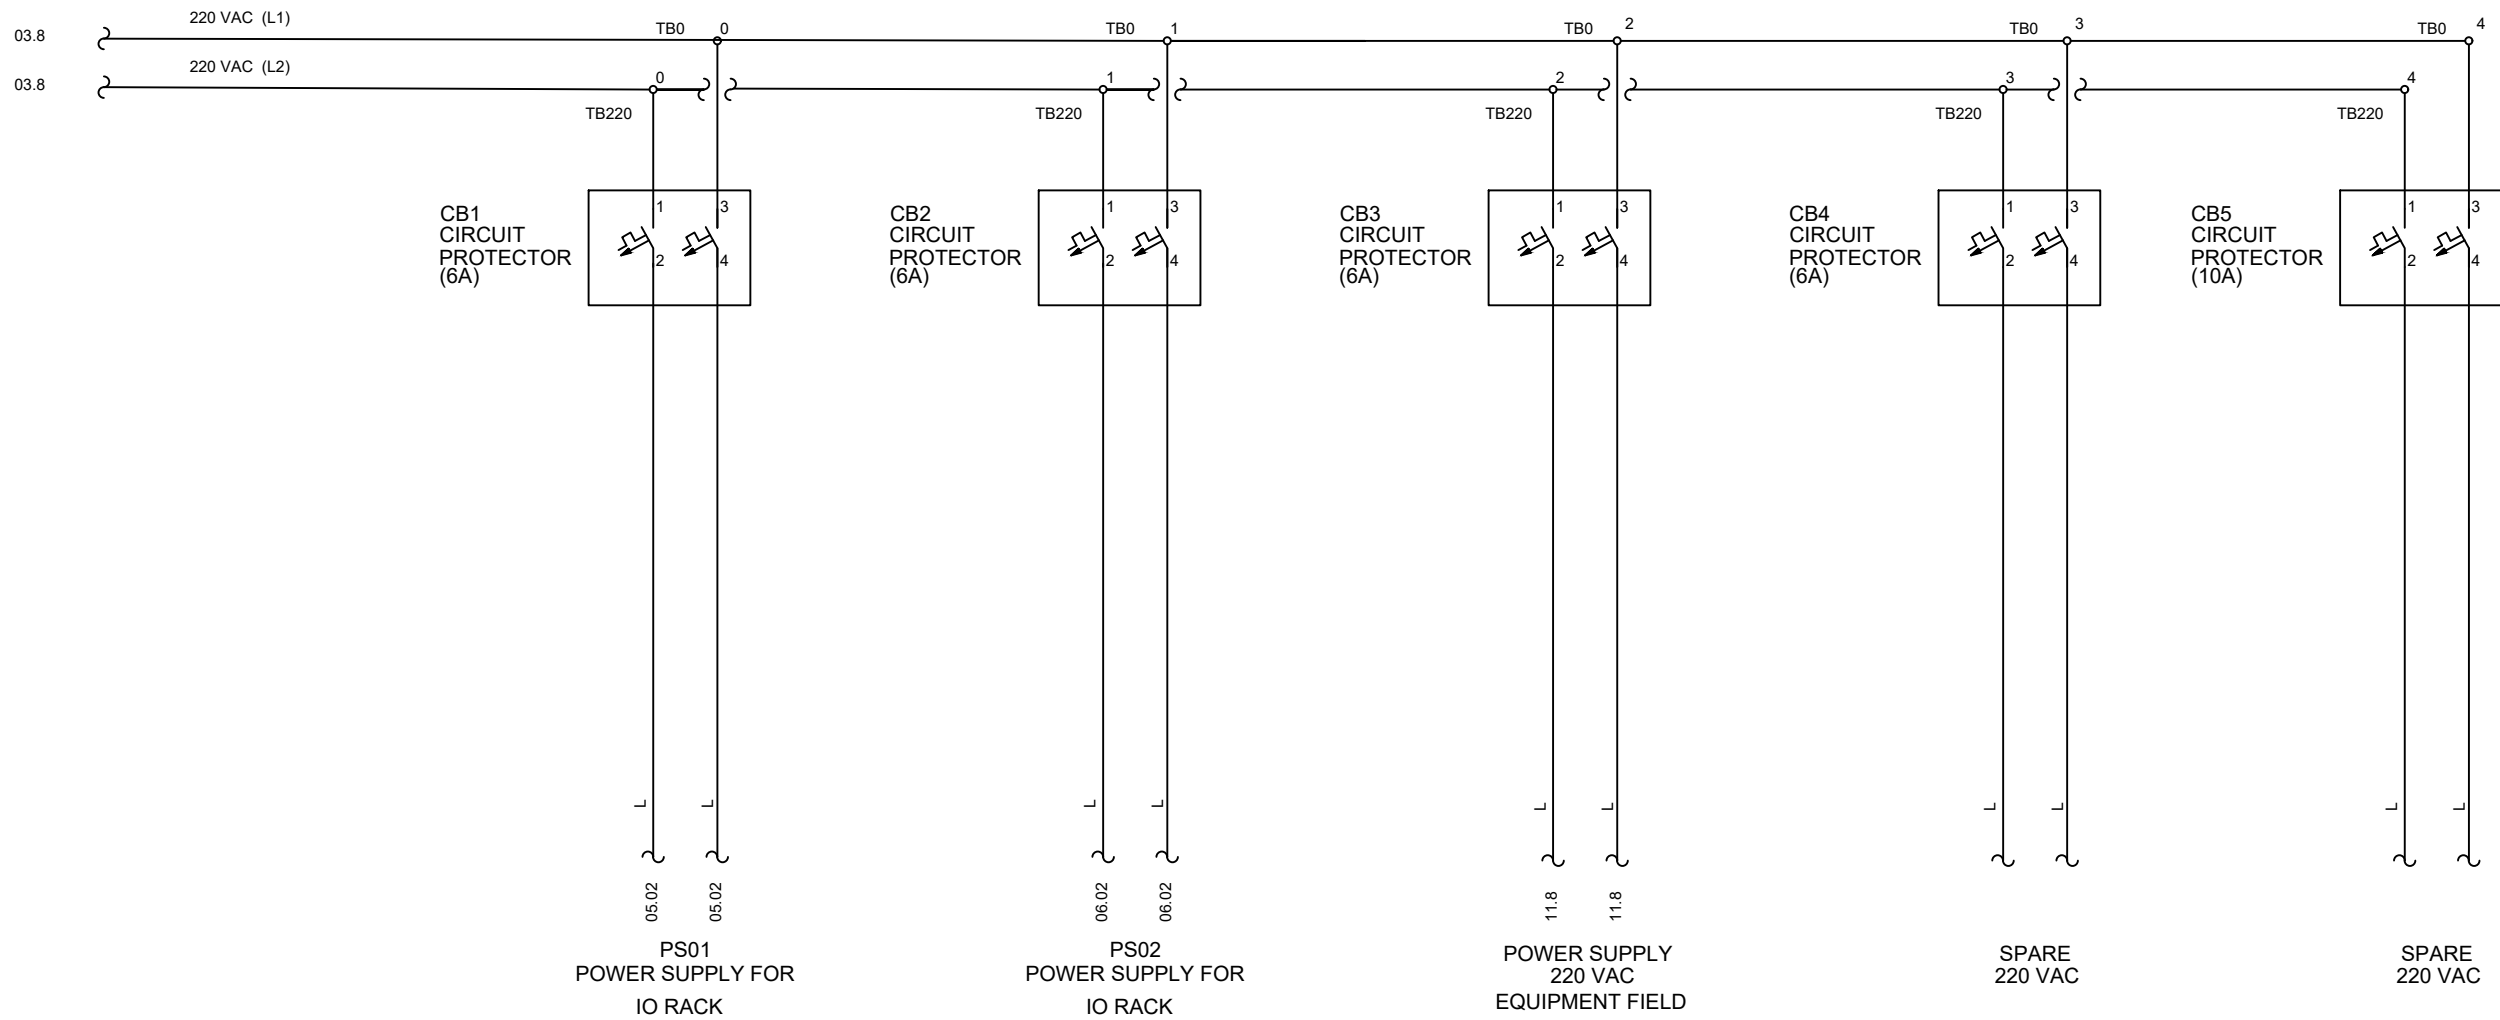 220 VAC (L1)
03.8
TB0 0
TB0 1
TB0 2
TB0 3
TB0 4
220 VAC (L2)
03.8
0
1
2
3
4
TB220
TB220
TB220
TB220
TB220
CB1
CIRCUIT
PROTECTOR
(6A)
1 3
2 4
CB2
CIRCUIT
PROTECTOR
(6A)
1 3
2 4
CB3
CIRCUIT
PROTECTOR
(6A)
1 3
2 4
CB4
CIRCUIT
PROTECTOR
(6A)
1 3
2 4
CB5
CIRCUIT
PROTECTOR
(10A)
1 3
2 4
L L
L L
L L
L L
L L
05.02 05.02
06.02 06.02
11.8 11.8
PS01
POWER SUPPLY FOR
IO RACK
PS02
POWER SUPPLY FOR
IO RACK
POWER SUPPLY
220 VAC
EQUIPMENT FIELD
SPARE
220 VAC
SPARE
220 VAC